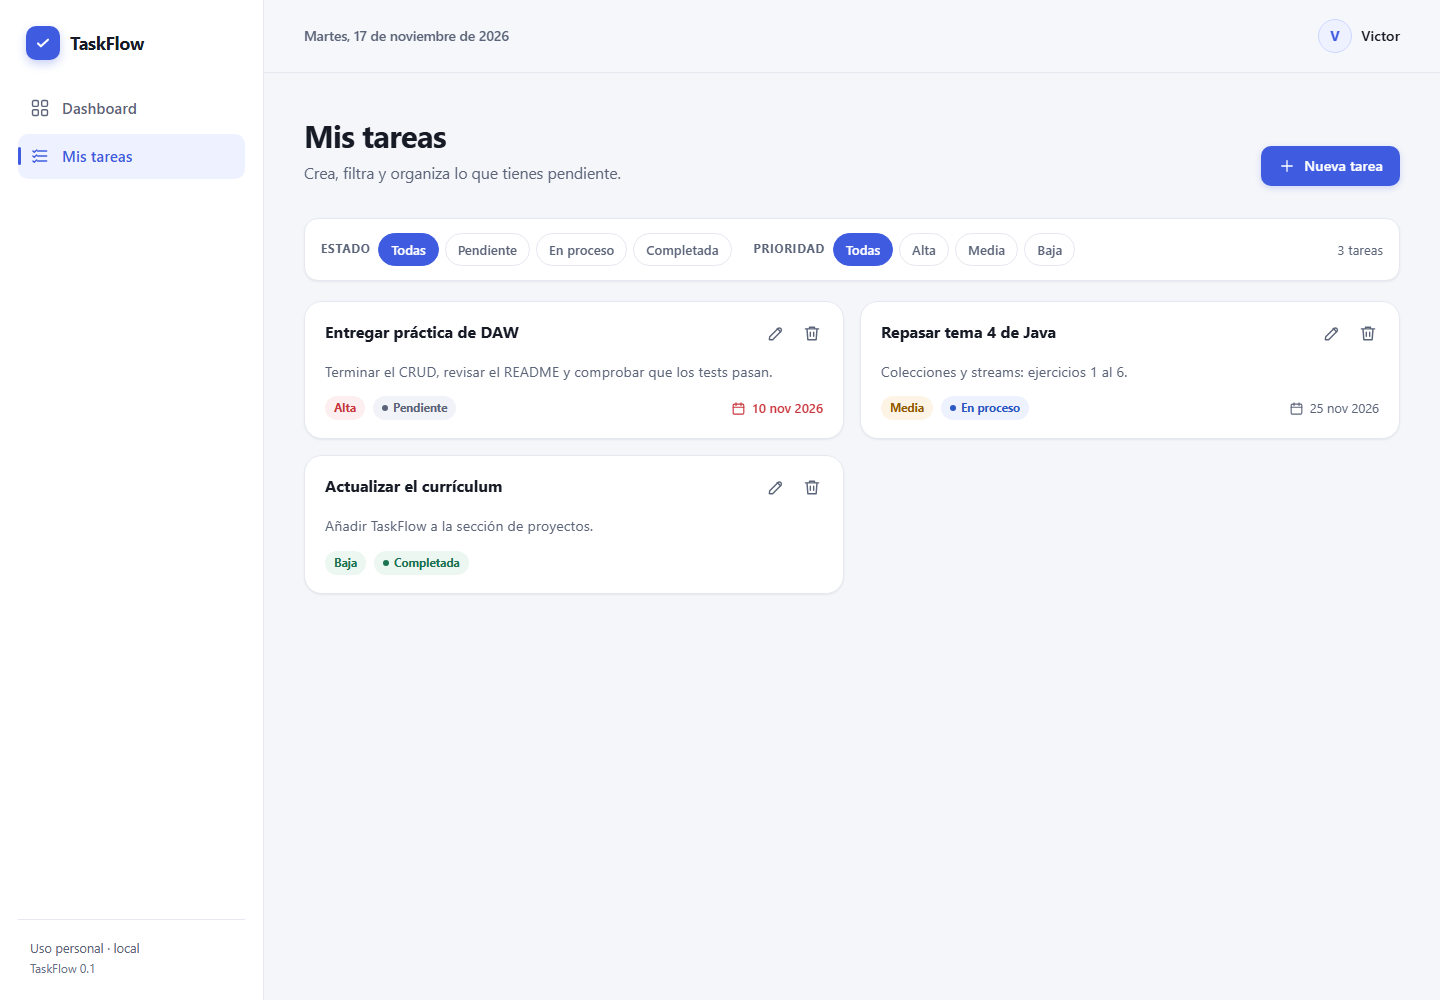 TaskFlow
Dashboard
Mis tareas
Uso personal · local
TaskFlow 0.1
Martes, 17 de noviembre de 2026
V Victor
Mis tareas
Crea, filtra y organiza lo que tienes pendiente.
Nueva tarea
ESTADO Todas Pendiente En proceso Completada PRIORIDAD Todas Alta Media Baja 3 tareas
Entregar práctica de DAW
Terminar el CRUD, revisar el README y comprobar que los tests pasan.
Alta Pendiente 10 nov 2026
Repasar tema 4 de Java
Colecciones y streams: ejercicios 1 al 6.
Media En proceso 25 nov 2026
Actualizar el currículum
Añadir TaskFlow a la sección de proyectos.
Baja Completada